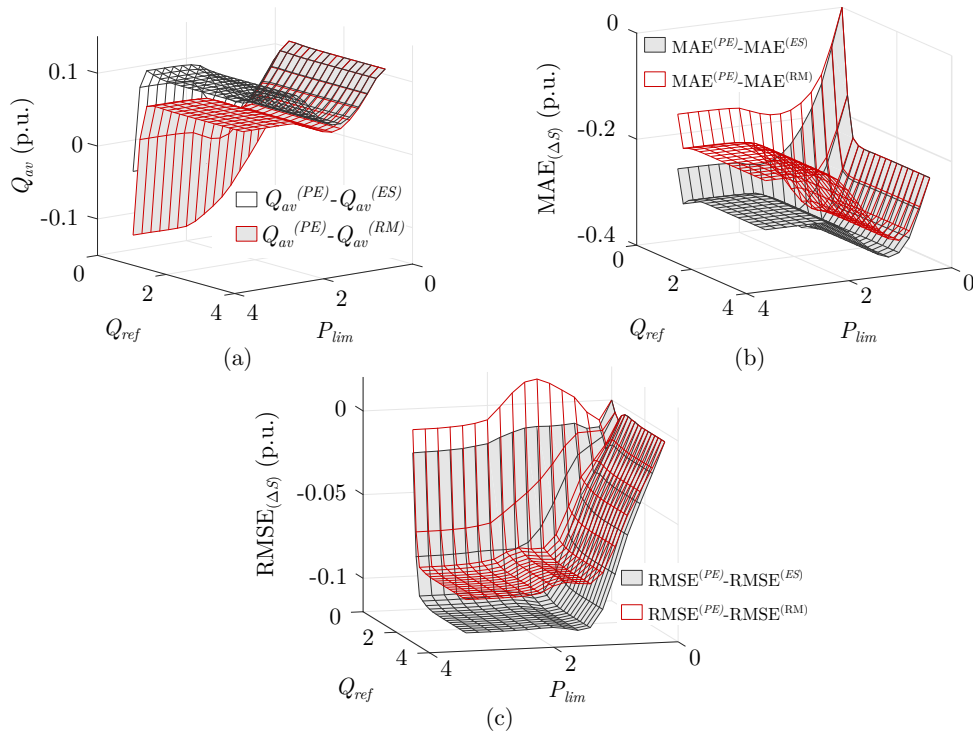 0.1
0
-0.1
Q_av (p.u.)
Q_av^(PE)-Q_av^(ES)
Q_av^(PE)-Q_av^(RM)
0
2
4
4
2
0
Q_ref
P_lim
(a)
0
-0.2
-0.4
MAE_(ΔS) (p.u.)
MAE^(PE)-MAE^(ES)
MAE^(PE)-MAE^(RM)
0
2
4
4
2
0
Q_ref
P_lim
(b)
0
-0.05
-0.1
RMSE_(ΔS) (p.u.)
RMSE^(PE)-RMSE^(ES)
RMSE^(PE)-RMSE^(RM)
0
2
4
4
2
0
Q_ref
P_lim
(c)